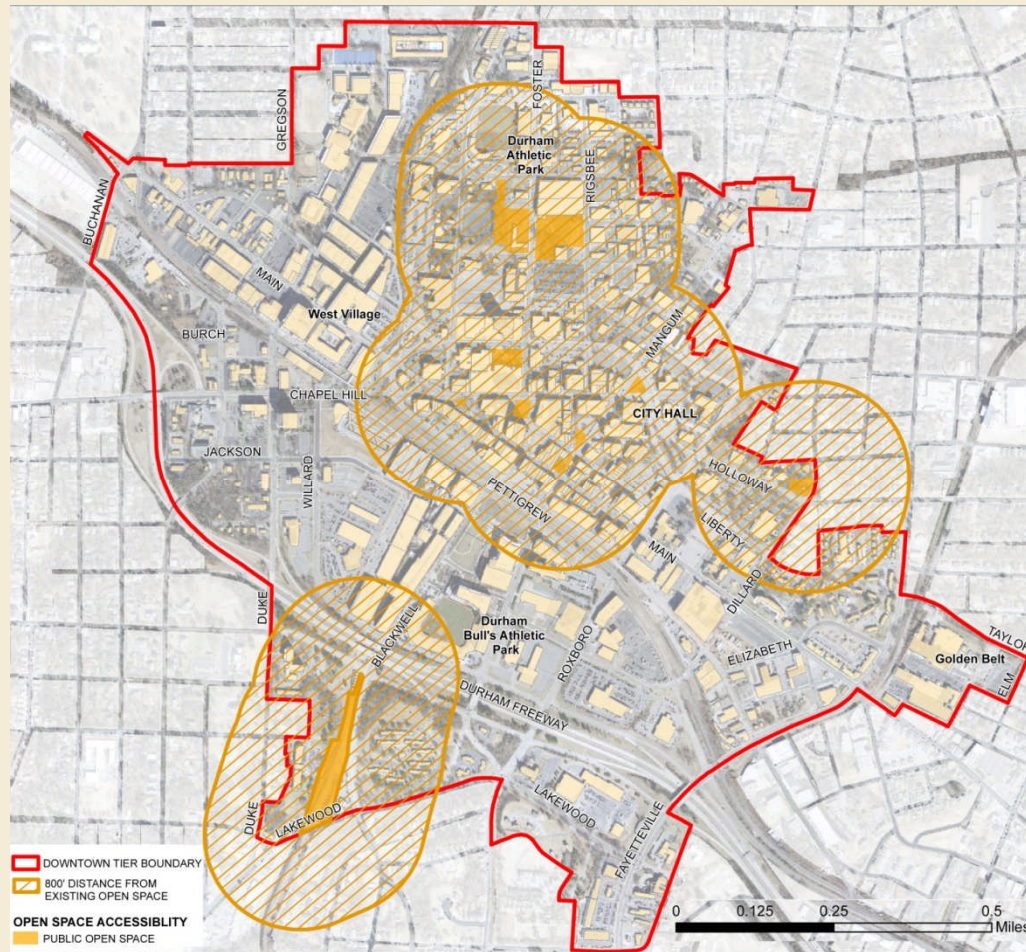 FOSTER
GREGSON
Durham
Athletic
Park
RIGSBEE
BUCHANAN
MAIN
West Village
BURCH
MANGUM
CHAPEL HILL
CITY HALL
JACKSON
WILLARD
PETTIGREW
HOLLOWAY
LIBERTY
MAIN
DILLARD
DUKE
BLACKWELL
Durham
Bull's Athletic
Park
ROXBORO
ELIZABETH
TAYLOR
Golden Belt
ELM
DURHAM FREEWAY
DUKE
LAKEWOOD
LAKEWOOD
FAYETTEVILLE
DOWNTOWN TIER BOUNDARY
800' DISTANCE FROM
EXISTING OPEN SPACE
OPEN SPACE ACCESSIBLITY
PUBLIC OPEN SPACE
0 0.125 0.25 0.5
Miles